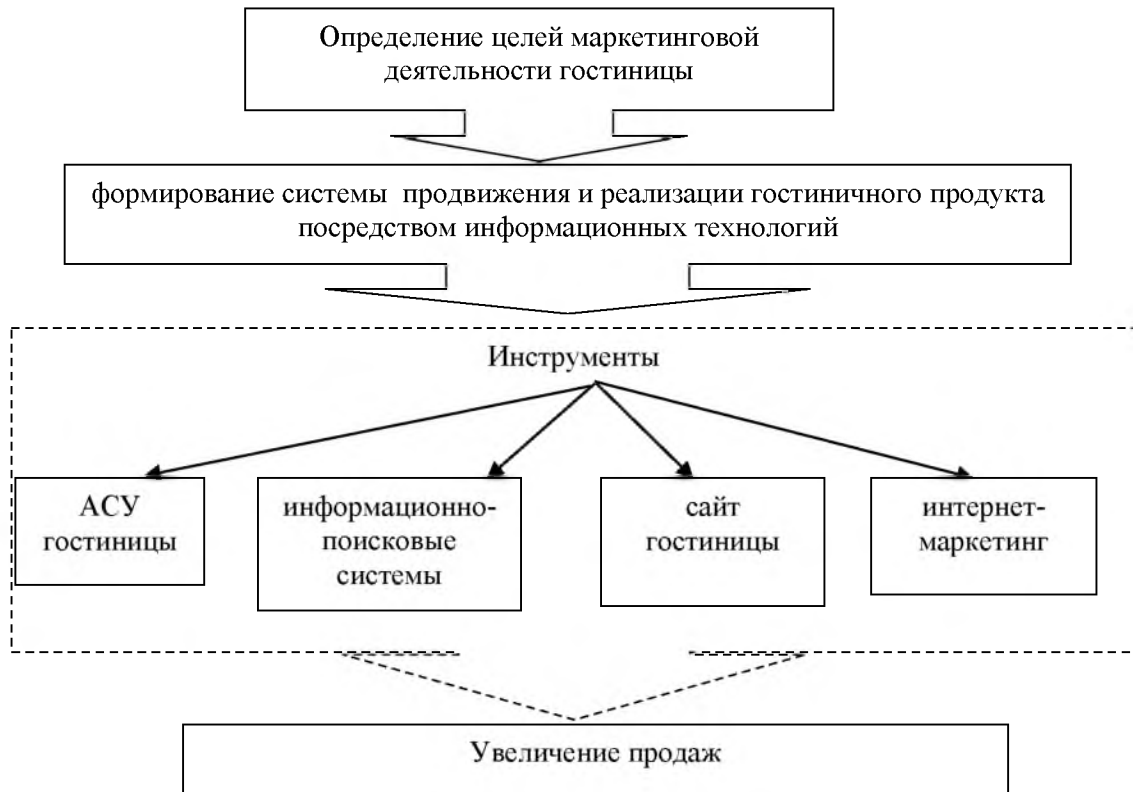 Определение целей маркетинговой
деятельности гостиницы
формирование системы продвижения и реализации гостиничного продукта
посредством информационных технологий
Инструменты
АСУ
гостиницы
информационно-
поисковые
системы
сайт
гостиницы
интернет-
маркетинг
Увеличение продаж